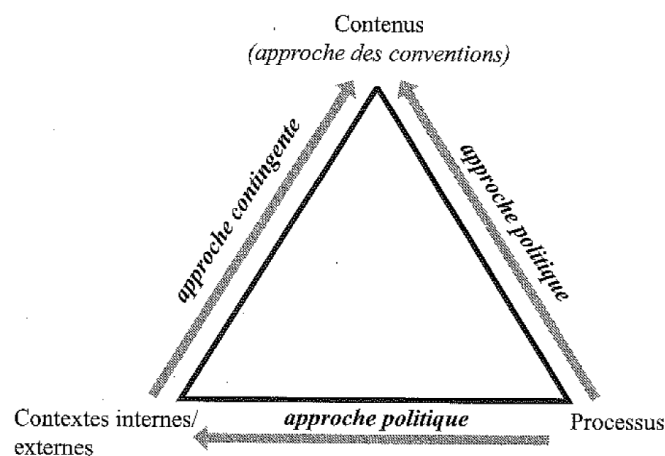 Contenus
(approche des conventions)
approche contingente
approche politique
Contextes internes/
externes
approche politique
Processus